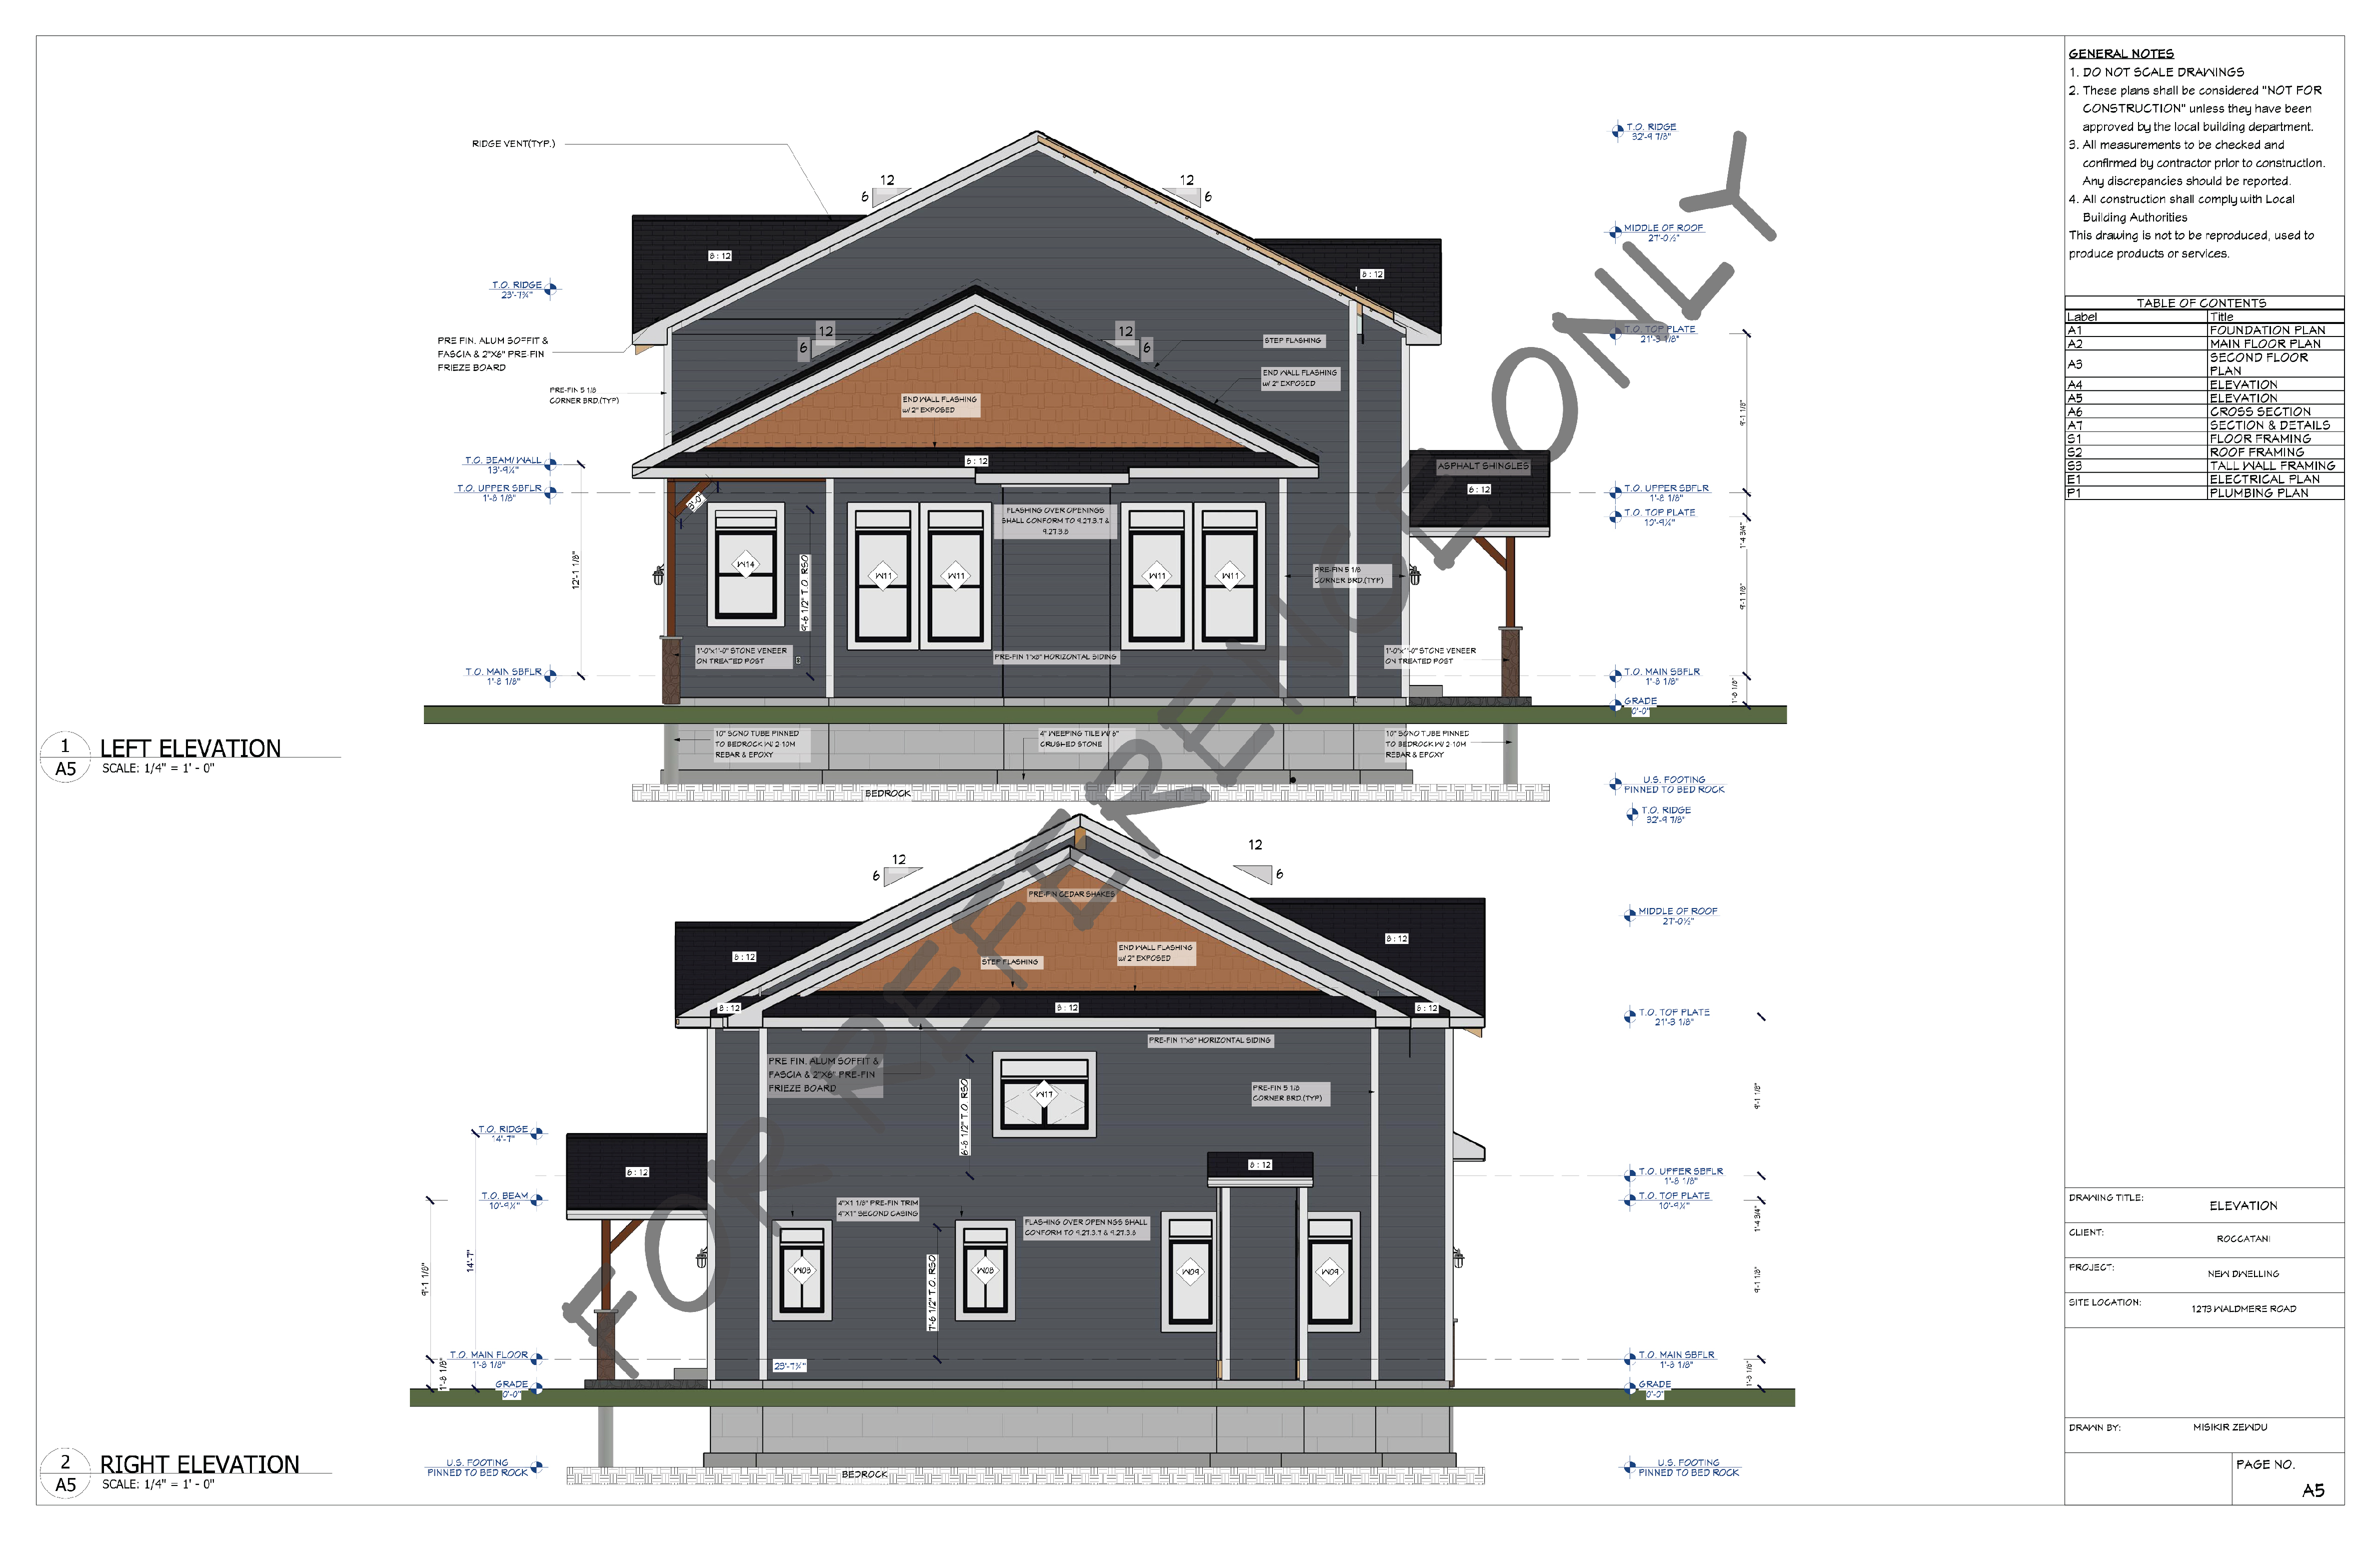 GENERAL NOTES
1. DO NOT SCALE DRAWINGS
2. These plans shall be considered "NOT FOR
CONSTRUCTION" unless they have been
approved by the local building department.
3. All measurements to be checked and
confirmed by contractor prior to construction.
Any discrepancies should be reported.
4. All construction shall comply with Local
Building Authorities
This drawing is not to be reproduced, used to
produce products or services.
TABLE OF CONTENTS
Label Title
A1 FOUNDATION PLAN
A2 MAIN FLOOR PLAN
A3 SECOND FLOOR
PLAN
A4 ELEVATION
A5 ELEVATION
A6 CROSS SECTION
A7 SECTION & DETAILS
S1 FLOOR FRAMING
S2 ROOF FRAMING
S3 TALL WALL FRAMING
E1 ELECTRICAL PLAN
P1 PLUMBING PLAN
DRAWING TITLE: ELEVATION
CLIENT: ROCCATANI
PROJECT: NEW DWELLING
SITE LOCATION: 1273 WALDMERE ROAD
DRAWN BY: MISIKIR ZEWDU
PAGE NO.
A5
FOR REFERENCE ONLY
RIDGE VENT(TYP.)
12
6
12
6
8 : 12
8 : 12
T.O. RIDGE
23'-7¾"
PRE FIN. ALUM SOFFIT &
FASCIA & 2"X6" PRE-FIN
FRIEZE BOARD
PRE-FIN 5 1/8
CORNER BRD.(TYP)
12
6
12
6
STEP FLASHING
END WALL FLASHING
w/ 2" EXPOSED
END WALL FLASHING
w/ 2" EXPOSED
8 : 12
T.O. BEAM/ WALL
13'-9¼"
T.O. UPPER SBFLR
1'-8 1/8"
12'-1 1/8"
3'-0"
W14
9'-6 1/2" T.O. RSO
W11
W11
FLASHING OVER OPENINGS
SHALL CONFORM TO 9.27.3.7 &
9.27.3.8
W11
W11
PRE-FIN 5 1/8
CORNER BRD.(TYP)
ASPHALT SHINGLES
8 : 12
1'-0"x1'-0" STONE VENEER
ON TREATED POST
PRE-FIN 1"x8" HORIZONTAL SIDING
1'-0"x1'-0" STONE VENEER
ON TREATED POST
T.O. MAIN SBFLR
1'-8 1/8"
T.O. RIDGE
32'-9 7/8"
MIDDLE OF ROOF
27'-0½"
T.O. TOP PLATE
21'-3 1/8"
9'-1 1/8"
T.O. UPPER SBFLR
1'-8 1/8"
T.O. TOP PLATE
10'-9¼"
1'-4 3/4"
9'-1 1/8"
T.O. MAIN SBFLR
1'-8 1/8"
1'-8 1/8"
GRADE
0'-0"
10" SONO TUBE PINNED
TO BEDROCK W/ 2-10M
REBAR & EPOXY
4" WEEPING TILE W/ 6"
CRUSHED STONE
10" SONO TUBE PINNED
TO BEDROCK W/ 2-10M
REBAR & EPOXY
BEDROCK
U.S. FOOTING
PINNED TO BED ROCK
1
A5
LEFT ELEVATION
SCALE: 1/4" = 1' - 0"
T.O. RIDGE
32'-9 7/8"
12
6
12
6
PRE-FIN CEDAR SHAKES
MIDDLE OF ROOF
27'-0½"
8 : 12
8 : 12
STEP FLASHING
END WALL FLASHING
w/ 2" EXPOSED
8 : 12
8 : 12
8 : 12
T.O. TOP PLATE
21'-3 1/8"
PRE-FIN 1"x8" HORIZONTAL SIDING
PRE FIN. ALUM SOFFIT &
FASCIA & 2"X6" PRE-FIN
FRIEZE BOARD
6'-8 1/2" T.O. RSO
W17
PRE-FIN 5 1/8
CORNER BRD.(TYP)
9'-1 1/8"
T.O. RIDGE
14'-7"
8 : 12
8 : 12
T.O. UPPER SBFLR
1'-8 1/8"
T.O. BEAM
10'-9¼"
T.O. TOP PLATE
10'-9¼"
1'-4 3/4"
4"X1 1/8" PRE-FIN TRIM
4"X1" SECOND CASING
FLASHING OVER OPEN NGS SHALL
CONFORM TO 9.27.3.7 & 9.27.3.8
14'-7"
9'-1 1/8"
W08
W08
7'-6 1/2" T.O. RSO
W09
W09
9'-1 1/8"
T.O. MAIN FLOOR
1'-8 1/8"
1'-8 1/8"
23'-7¾"
T.O. MAIN SBFLR
1'-8 1/8"
1'-8 1/8"
GRADE
0'-0"
GRADE
0'-0"
U.S. FOOTING
PINNED TO BED ROCK
BEDROCK
U.S. FOOTING
PINNED TO BED ROCK
2
A5
RIGHT ELEVATION
SCALE: 1/4" = 1' - 0"